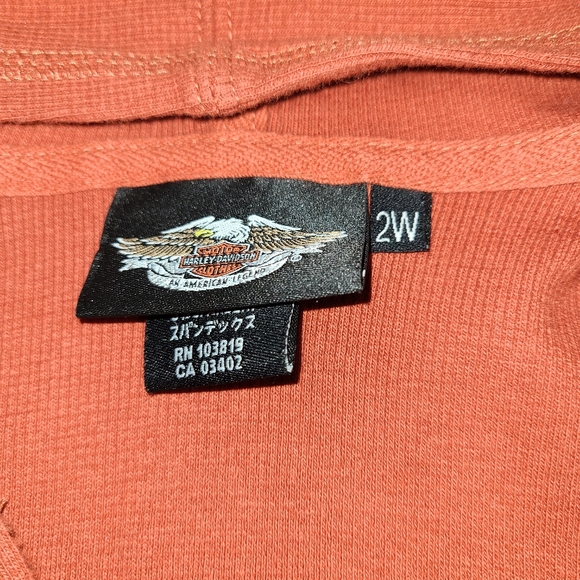 MOTOR
HARLEY-DAVIDSON
CLOTHES
AN AMERICAN LEGEND
®
2W
スパンデックス
RN 103819
CA 03402